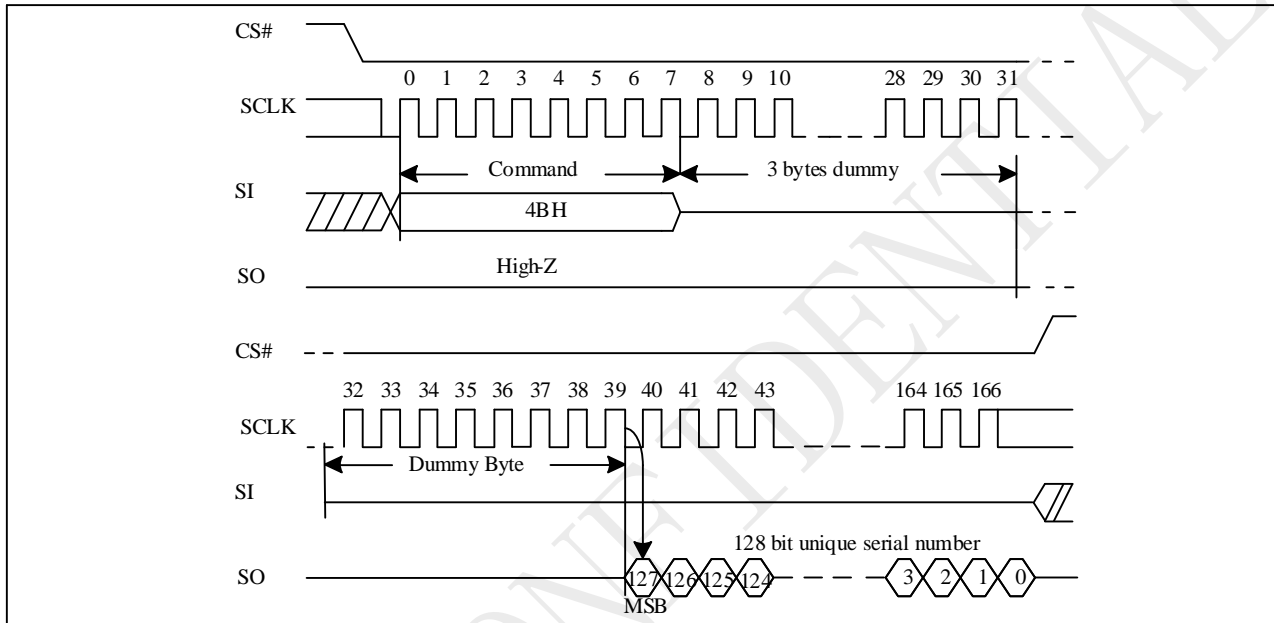 CS#
0 1 2 3 4 5 6 7 8 9 10 28 29 30 31
SCLK
Command 3 bytes dummy
SI
4BH
High-Z
SO
CS#
32 33 34 35 36 37 38 39 40 41 42 43 164 165 166
SCLK
Dummy Byte
SI
128 bit unique serial number
SO
127 126 125 124 3 2 1 0
MSB